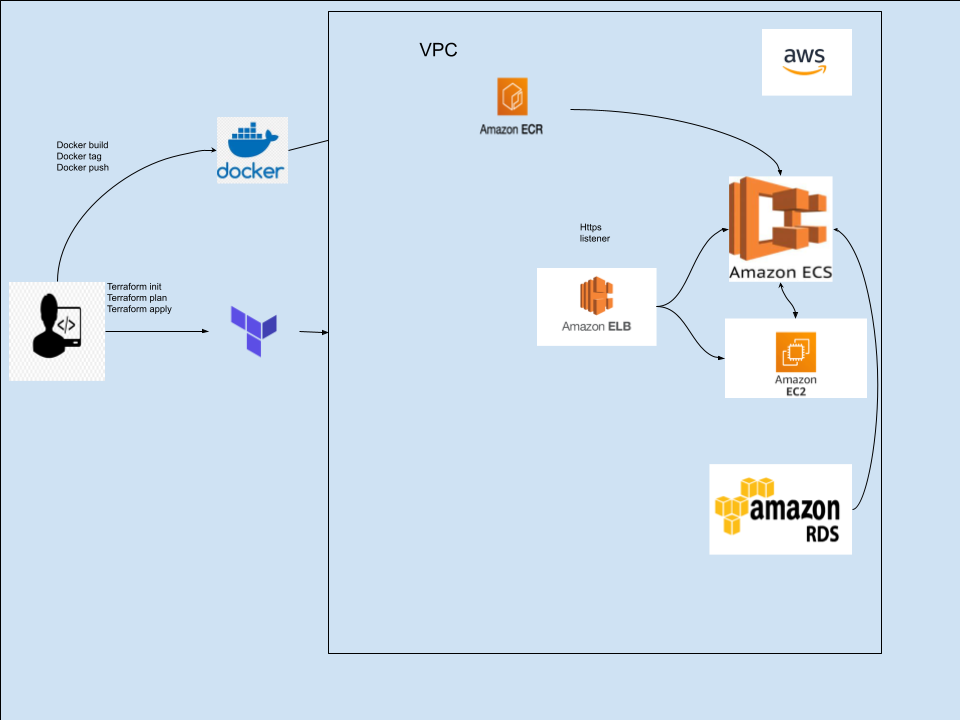 VPC
aws
Amazon ECR
Docker build
Docker tag
Docker push
docker
Https
listener
Amazon ECS
Terraform init
Terraform plan
Terraform apply
</>
Amazon ELB
Amazon
EC2
amazon
RDS